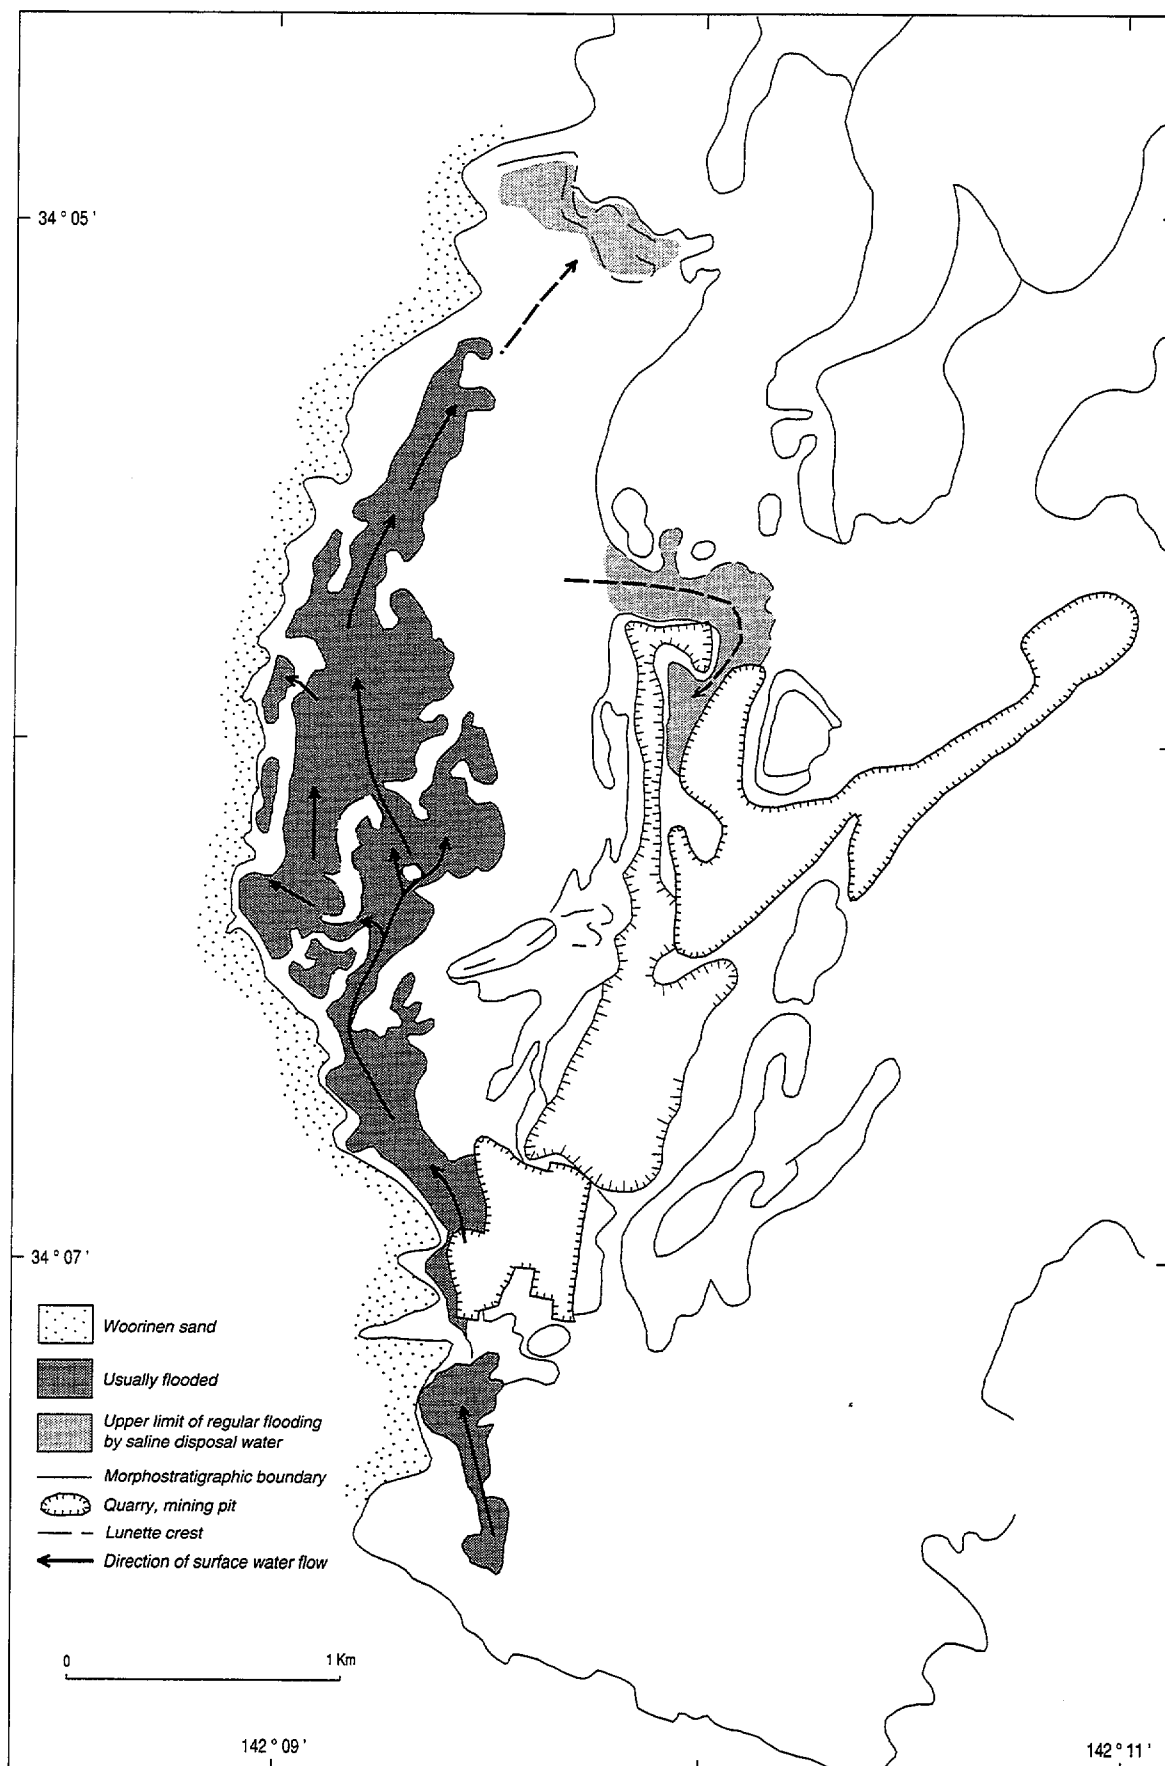 34 ° 05 '
34 ° 07 '
Woorinen sand
Usually flooded
Upper limit of regular flooding
by saline disposal water
Morphostratigraphic boundary
Quarry, mining pit
Lunette crest
Direction of surface water flow
0 1 Km
142 ° 09 ' 142 ° 11 '